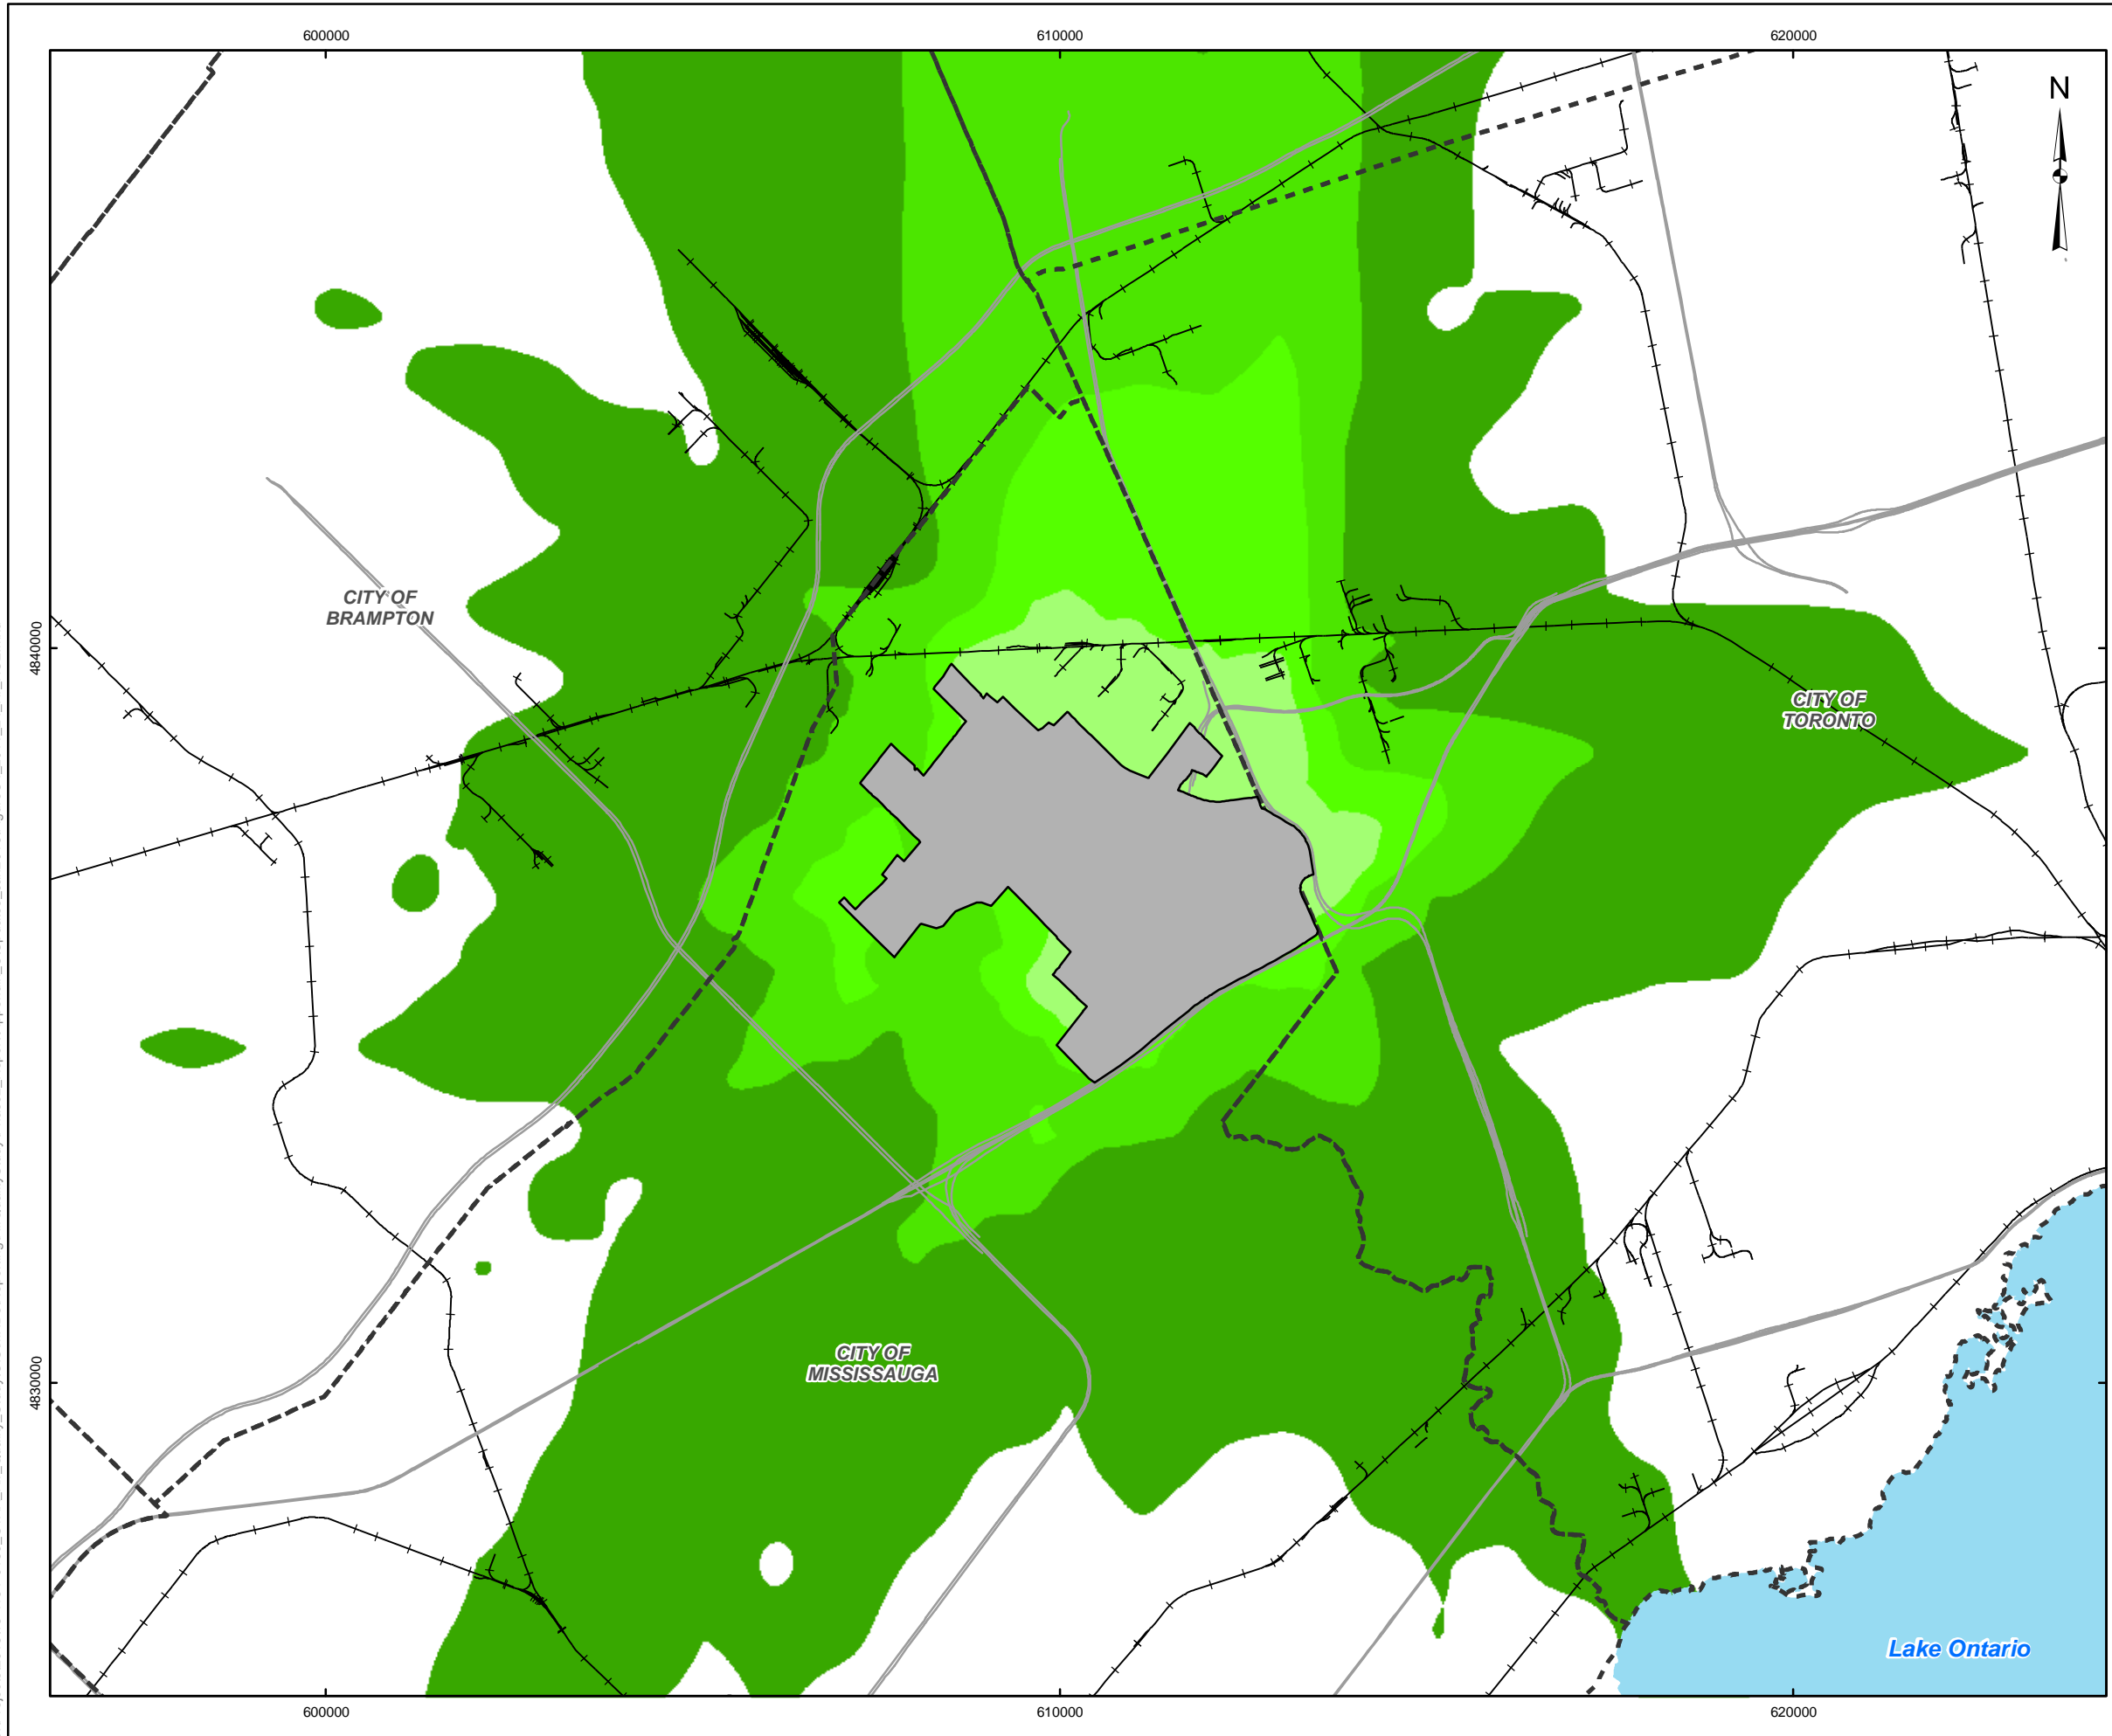 600000
610000
620000
N
CITY OF
BRAMPTON
4840000
CITY OF
TORONTO
CITY OF
MISSISSAUGA
4830000
Lake Ontario
600000
610000
620000